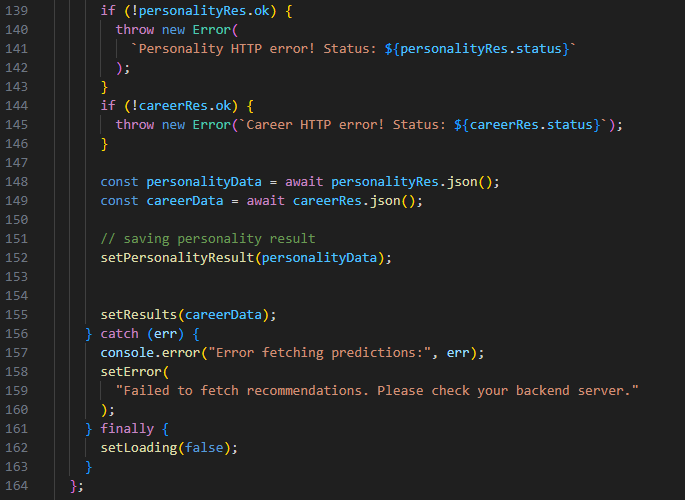 139         if (!personalityRes.ok) {
140           throw new Error(
141             `Personality HTTP error! Status: ${personalityRes.status}`
142           );
143         }
144         if (!careerRes.ok) {
145           throw new Error(`Career HTTP error! Status: ${careerRes.status}`);
146         }
147
148         const personalityData = await personalityRes.json();
149         const careerData = await careerRes.json();
150
151         // saving personality result
152         setPersonalityResult(personalityData);
153
154
155         setResults(careerData);
156       } catch (err) {
157         console.error("Error fetching predictions:", err);
158         setError(
159           "Failed to fetch recommendations. Please check your backend server."
160         );
161       } finally {
162         setLoading(false);
163       }
164     };